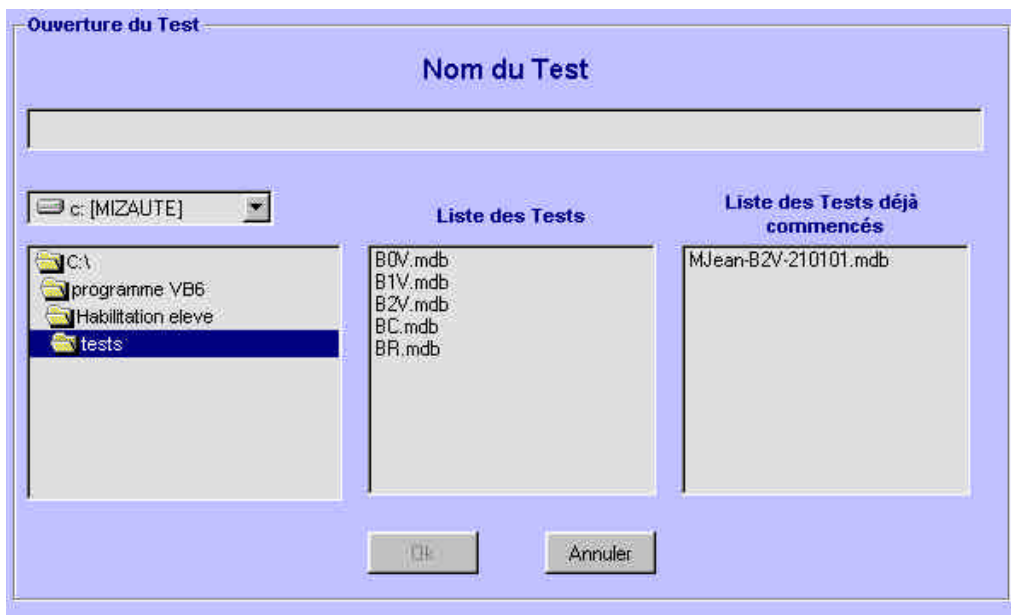 Ouverture du Test
Nom du Test
c: [MIZAUTE]
Liste des Tests
Liste des Tests déjà
commencés
C:\
programme VB6
Habilitation eleve
tests
B0V.mdb
B1V.mdb
B2V.mdb
BC.mdb
BR.mdb
MJean-B2V-210101.mdb
Ok
Annuler